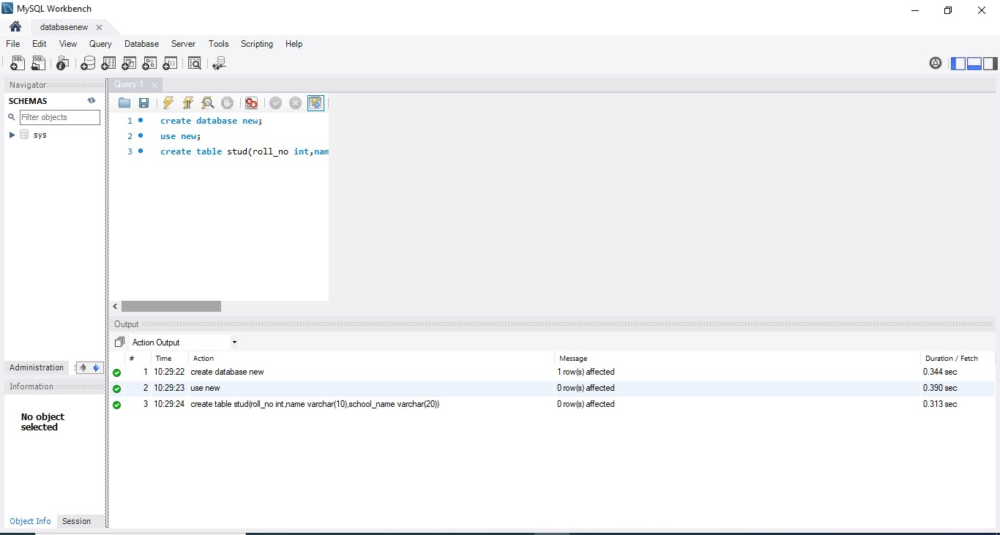 MySQL Workbench
databasenew
File Edit View Query Database Server Tools Scripting Help
Navigator
SCHEMAS
Filter objects
sys
Administration
Information
No object
selected
Object Info Session
Query 1
1 create database new;
2 use new;
3 create table stud(roll_no int,nam
Output
Action Output
# Time Action Message Duration / Fetch
1 10:29:22 create database new 1 row(s) affected 0.344 sec
2 10:29:23 use new 0 row(s) affected 0.390 sec
3 10:29:24 create table stud(roll_no int,name varchar(10),school_name varchar(20)) 0 row(s) affected 0.313 sec